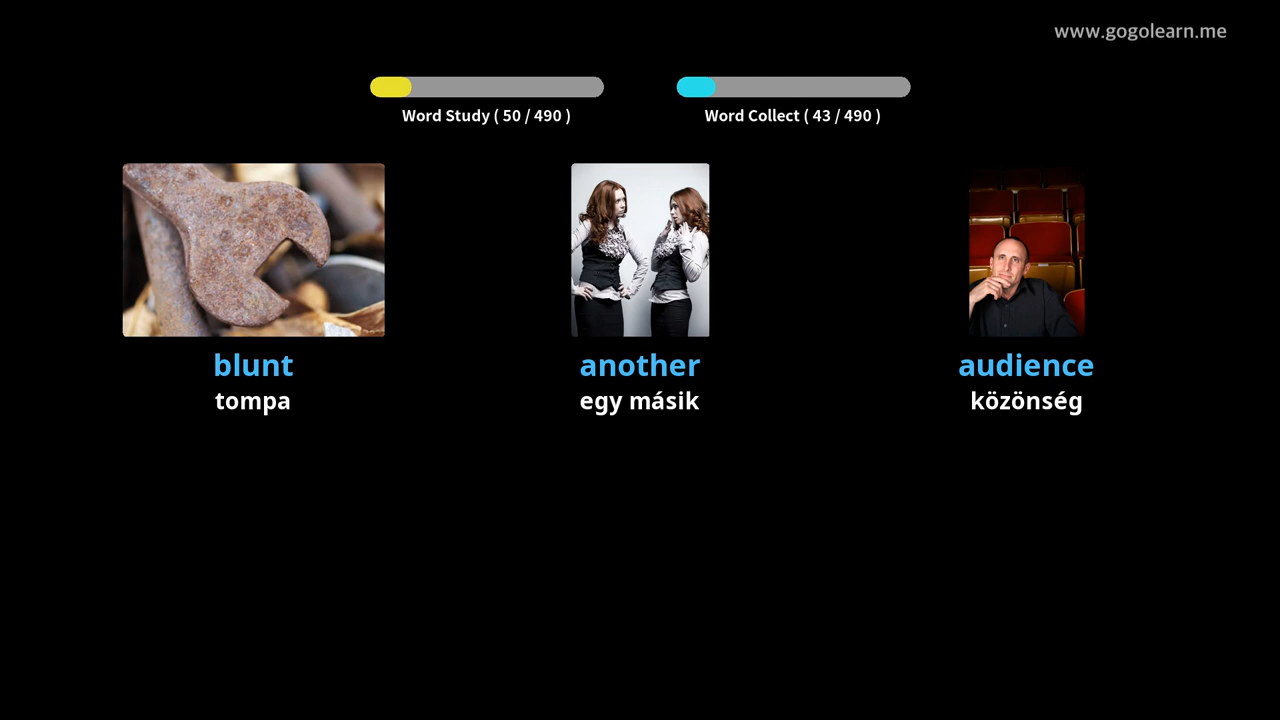 www.gogolearn.me
Word Study ( 50 / 490 )
Word Collect ( 43 / 490 )
blunt
tompa
another
egy másik
audience
közönség